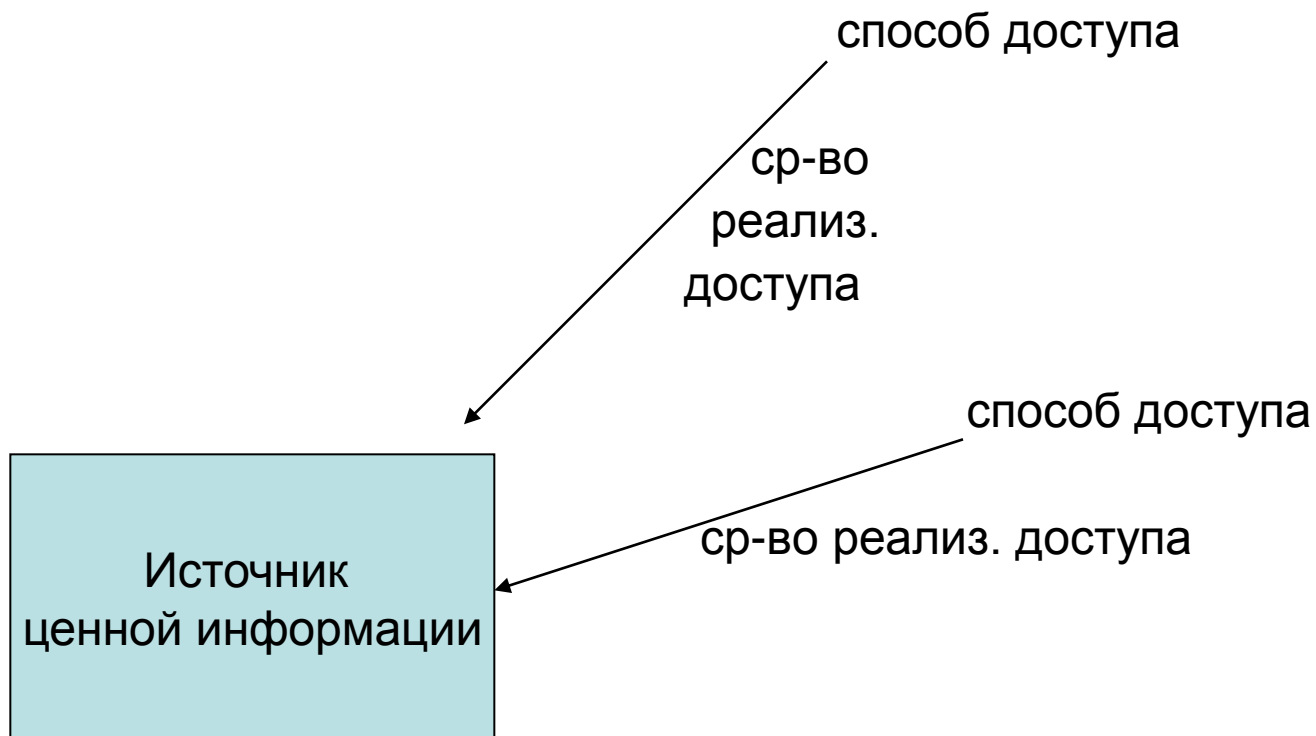 способ доступа
ср-во
реализ.
доступа
способ доступа
ср-во реализ. доступа
Источник
ценной информации